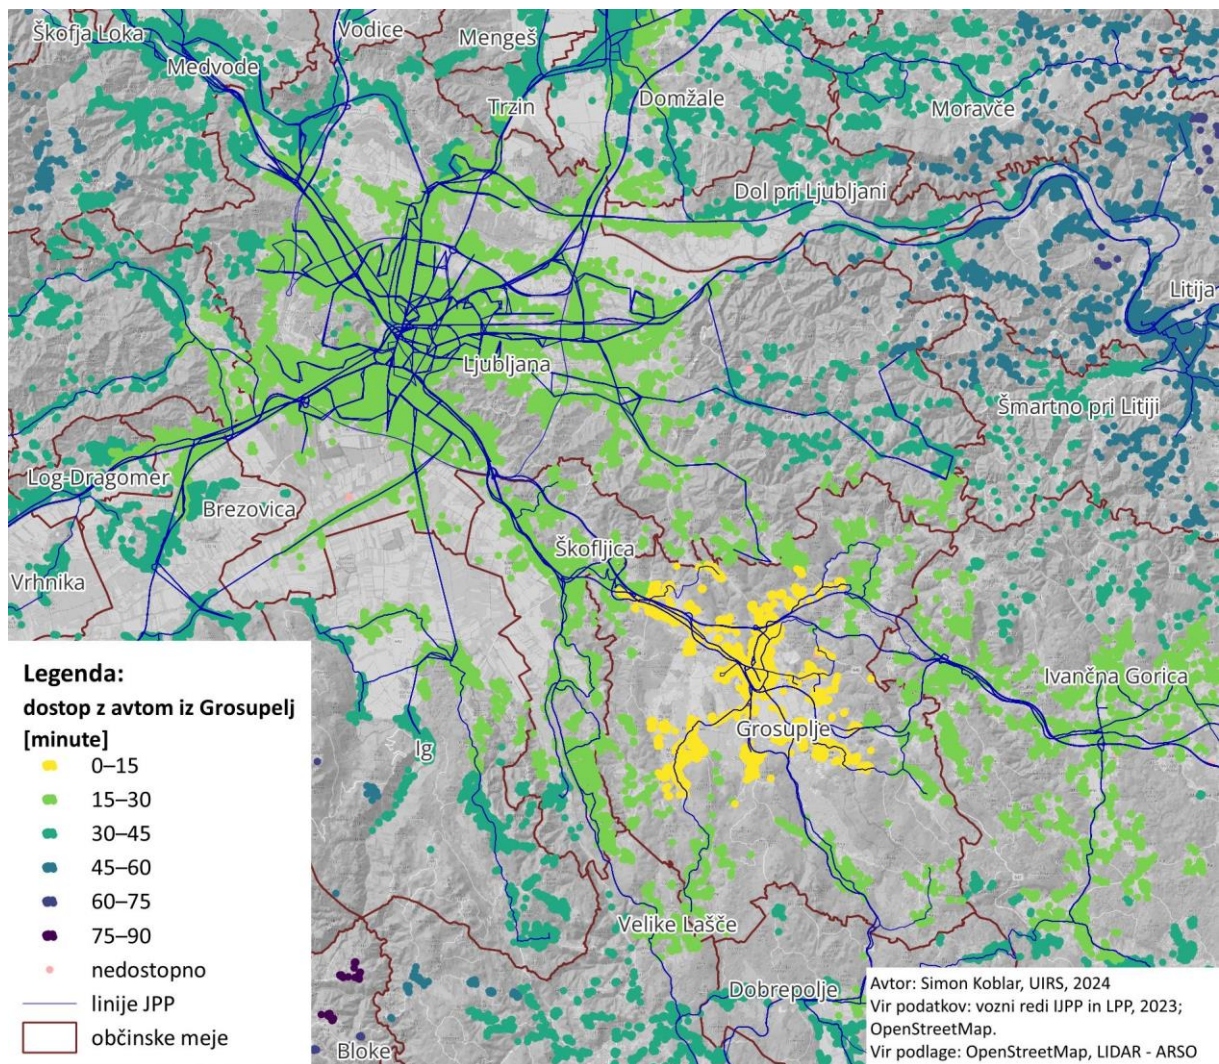 Škofja Loka
Vodice
Mengeš
Medvode
Trzin
Domžale
Moravče
Dol pri Ljubljani
Litija
Ljubljana
Šmartno pri Litiji
Log-Dragomer
Brezovica
Škofljica
Vrhnika
Ivančna Gorica
Grosuplje
Ig
Velike Lašče
Dobrepolje
Bloke
Legenda:
dostop z avtom iz Grosupelj
[minute]
0–15
15–30
30–45
45–60
60–75
75–90
nedostopno
linije JPP
občinske meje
Avtor: Simon Koblar, UIRS, 2024
Vir podatkov: vozni redi IJPP in LPP, 2023;
OpenStreetMap.
Vir podlage: OpenStreetMap, LIDAR - ARSO